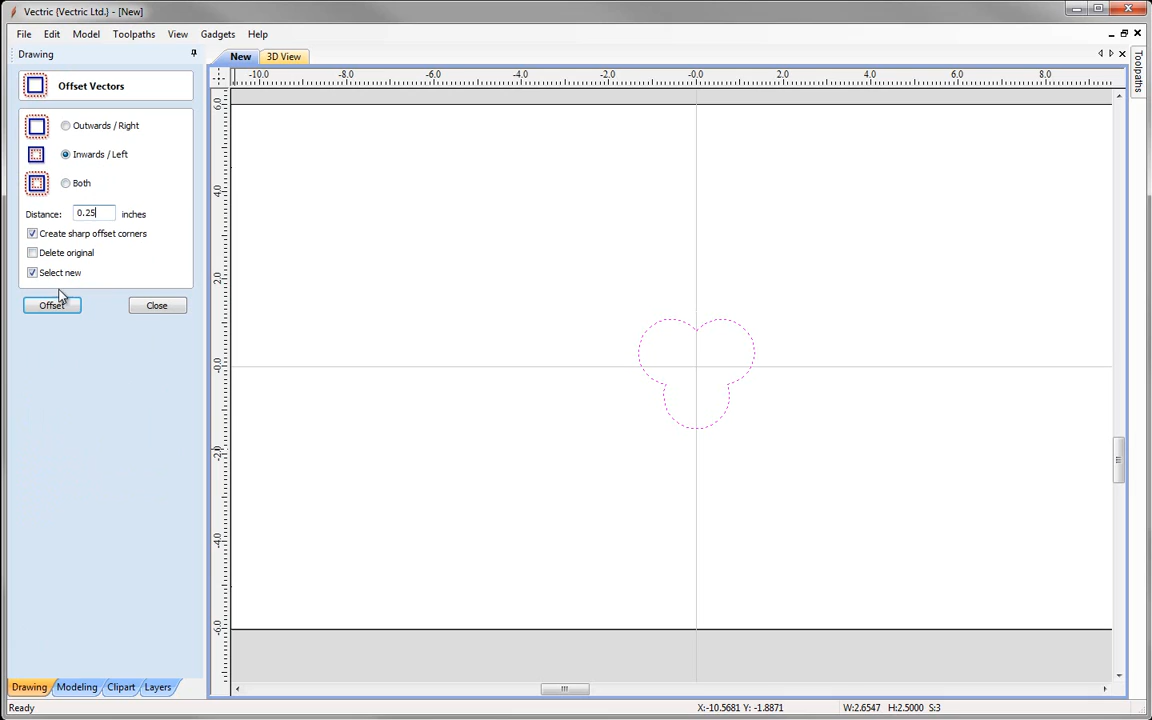 Vectric {Vectric Ltd.} - [New]
File Edit Model Toolpaths View Gadgets Help
Drawing
New 3D View
Toolpaths
Offset Vectors
-10.0 -8.0 -6.0 -4.0 -2.0 -0.0 2.0 4.0 6.0 8.0
6.0
4.0
2.0
-0.0
-2.0
-4.0
-6.0
Outwards / Right
Inwards / Left
Both
Distance: 0.25 inches
Create sharp offset corners
Delete original
Select new
Offset Close
Drawing Modeling Clipart Layers
Ready X:-10.5681 Y: -1.8871 W:2.6547 H:2.5000 S:3